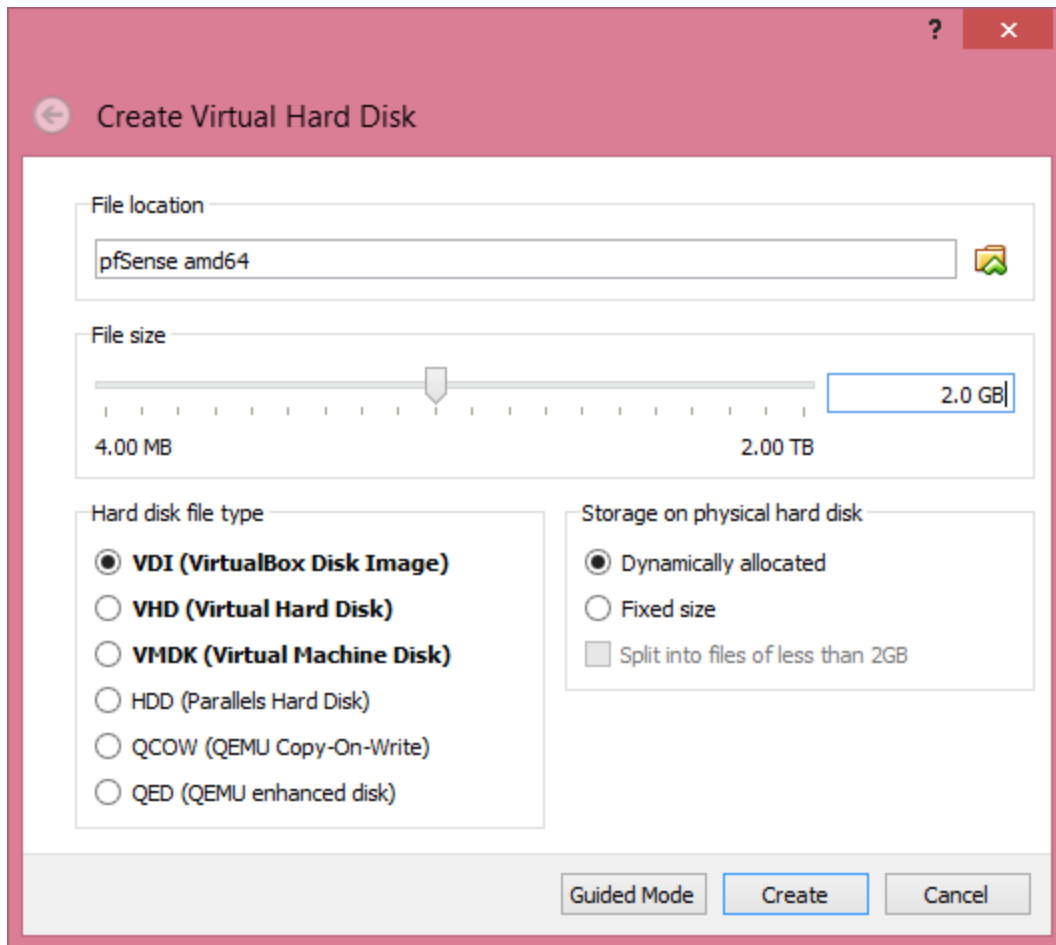 ?
Create Virtual Hard Disk
File location
pfSense amd64
File size
2.0 GB
4.00 MB 2.00 TB
Hard disk file type
VDI (VirtualBox Disk Image)
VHD (Virtual Hard Disk)
VMDK (Virtual Machine Disk)
HDD (Parallels Hard Disk)
QCOW (QEMU Copy-On-Write)
QED (QEMU enhanced disk)
Storage on physical hard disk
Dynamically allocated
Fixed size
Split into files of less than 2GB
Guided Mode Create Cancel